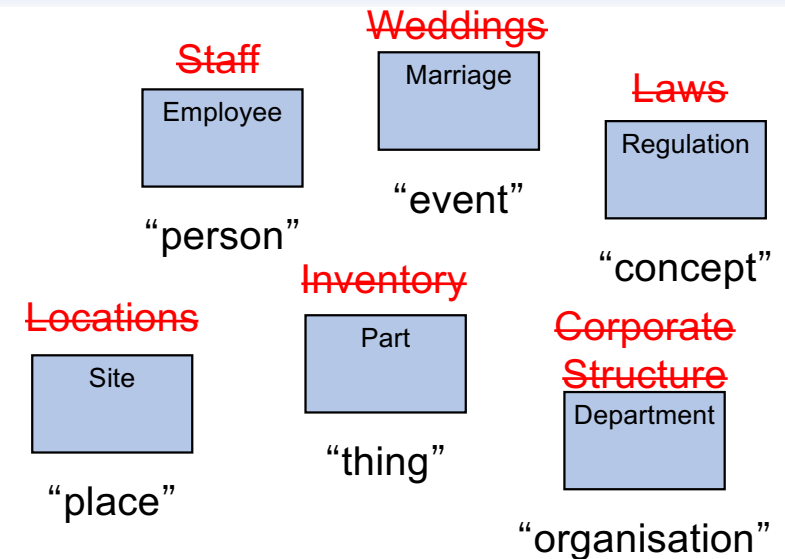 Staff
Employee
“person”
Weddings
Marriage
“event”
Laws
Regulation
“concept”
Locations
Site
“place”
Inventory
Part
“thing”
Corporate
Structure
Department
“organisation”